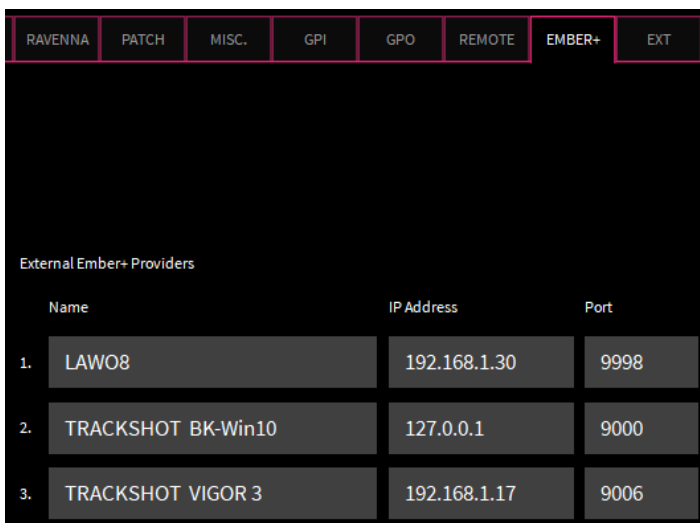 RAVENNA PATCH MISC. GPI GPO REMOTE EMBER+ EXT
External Ember+ Providers
Name IP Address Port
1. LAWO8 192.168.1.30 9998
2. TRACKSHOT BK-Win10 127.0.0.1 9000
3. TRACKSHOT VIGOR 3 192.168.1.17 9006